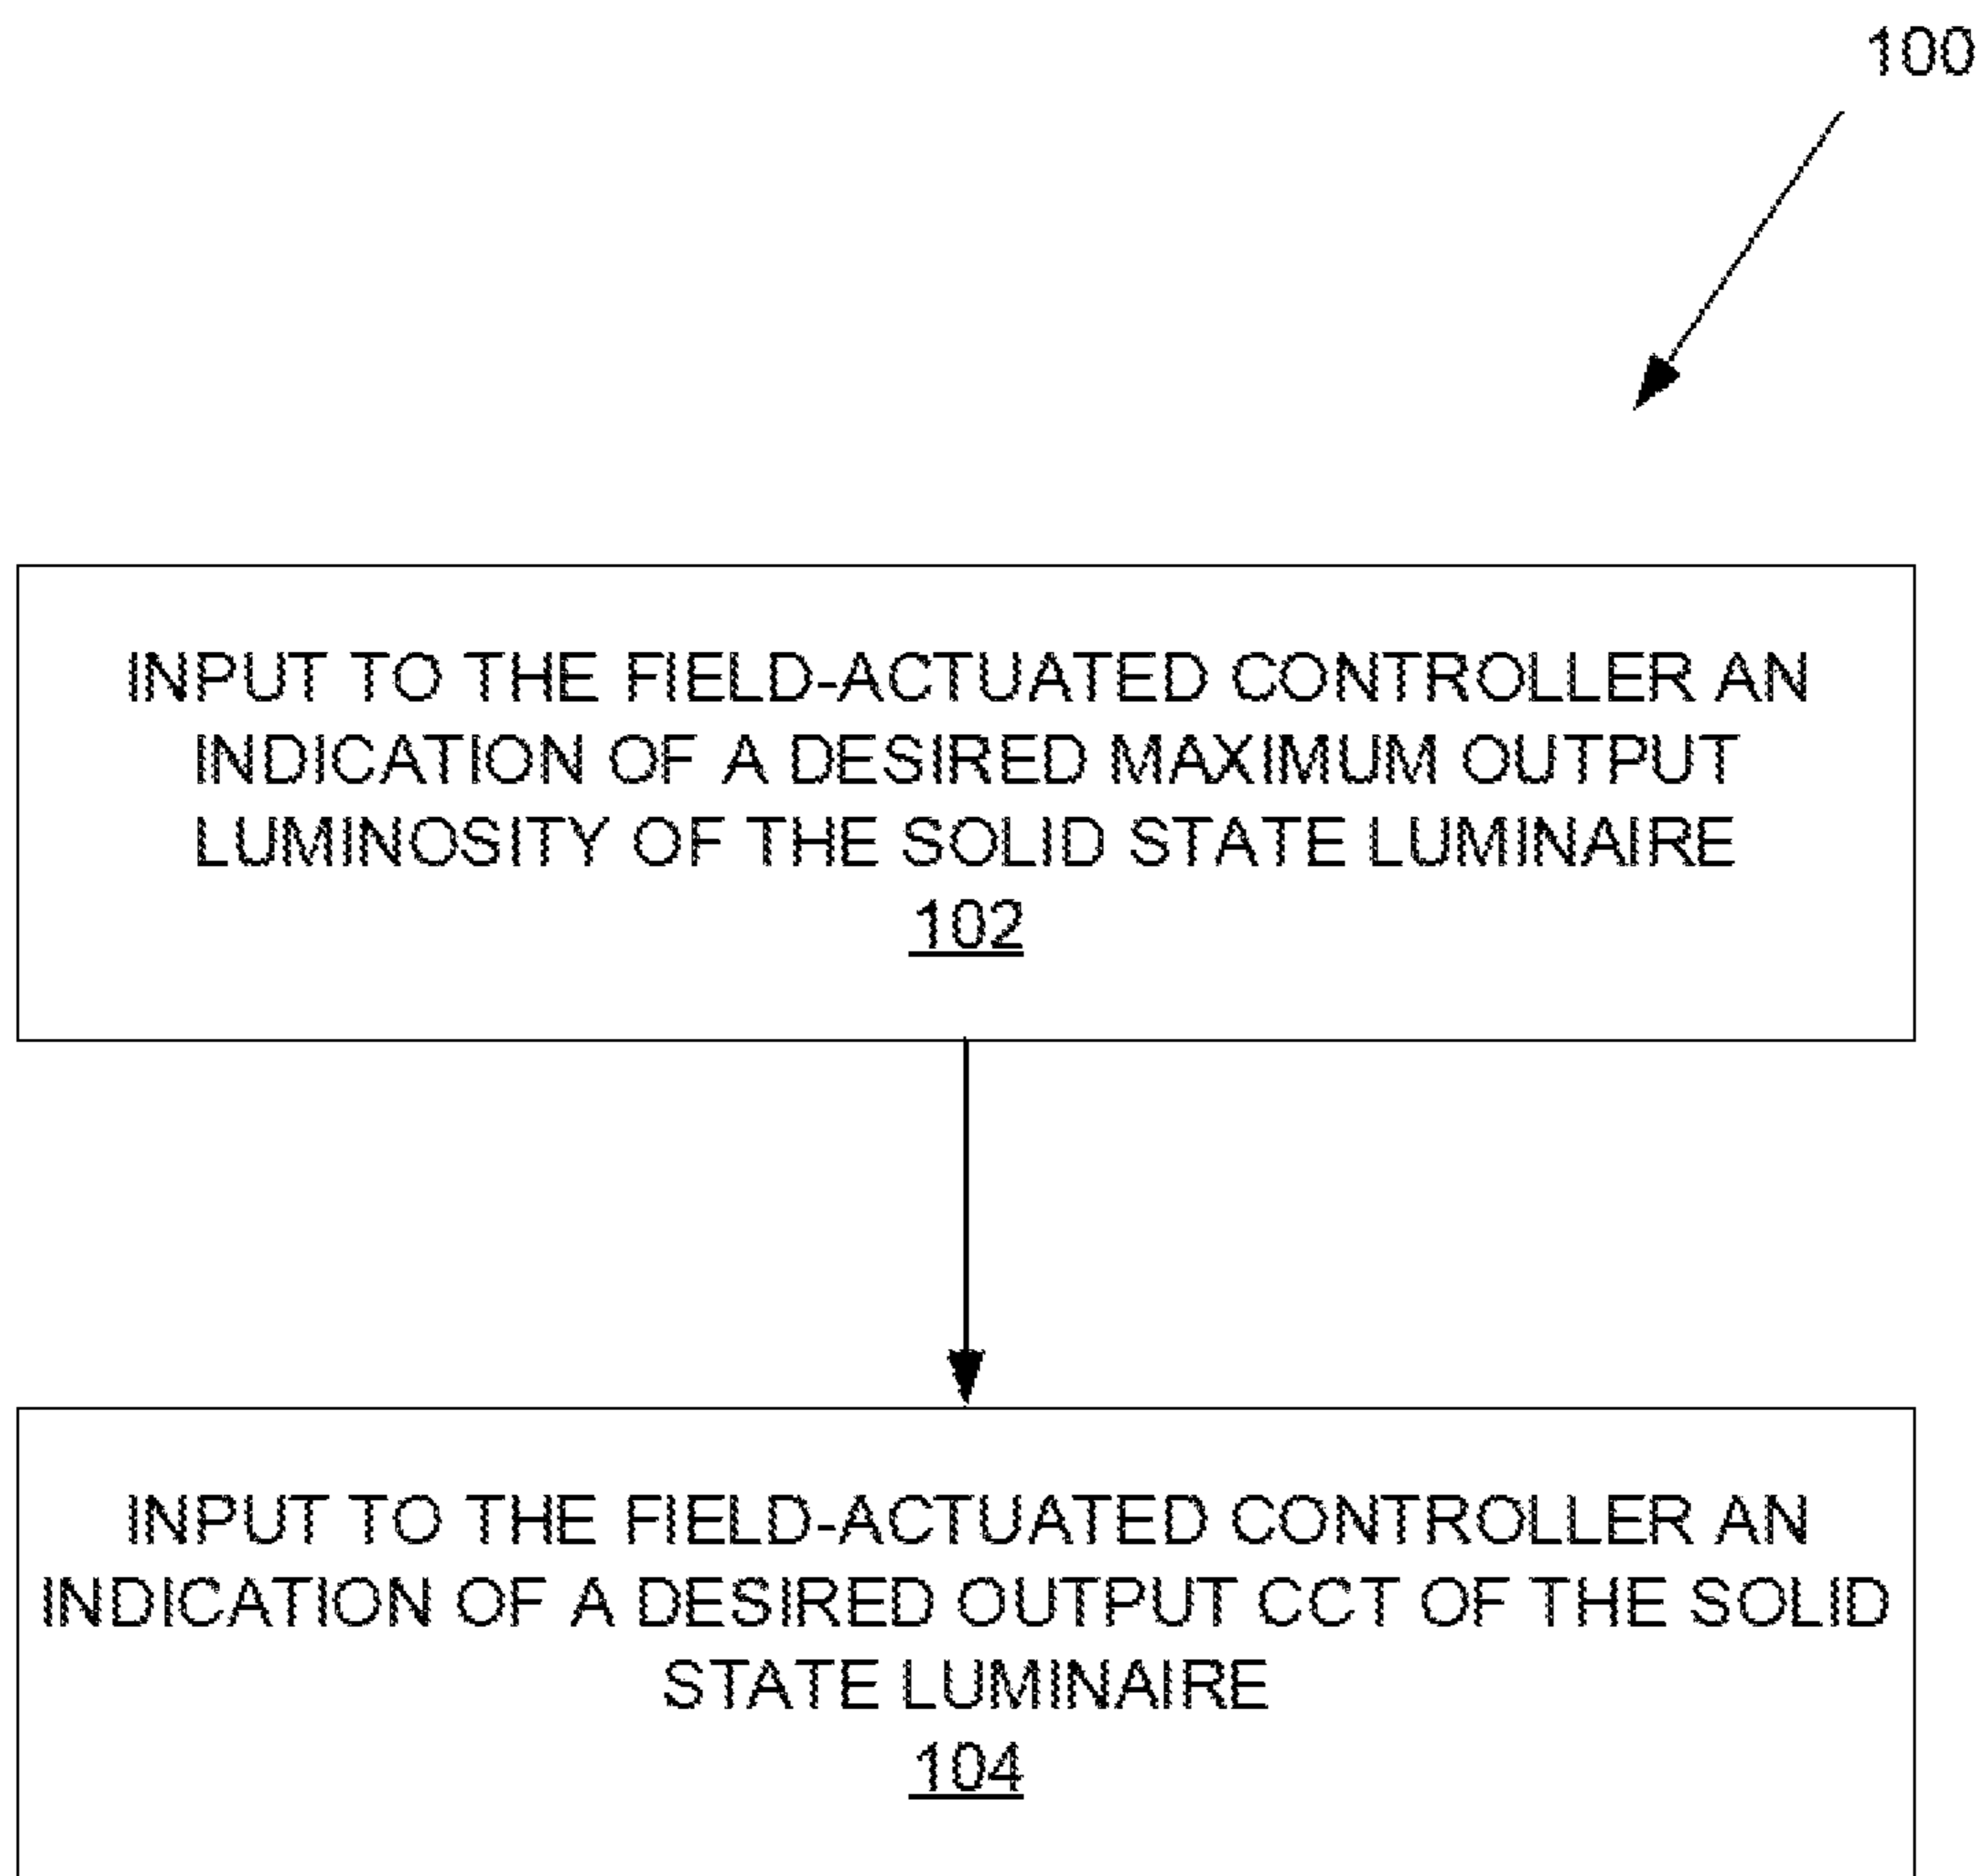 100
INPUT TO THE FIELD-ACTUATED CONTROLLER AN
INDICATION OF A DESIRED MAXIMUM OUTPUT
LUMINOSITY OF THE SOLID STATE LUMINAIRE
102
INPUT TO THE FIELD-ACTUATED CONTROLLER AN
INDICATION OF A DESIRED OUTPUT CCT OF THE SOLID
STATE LUMINAIRE
104